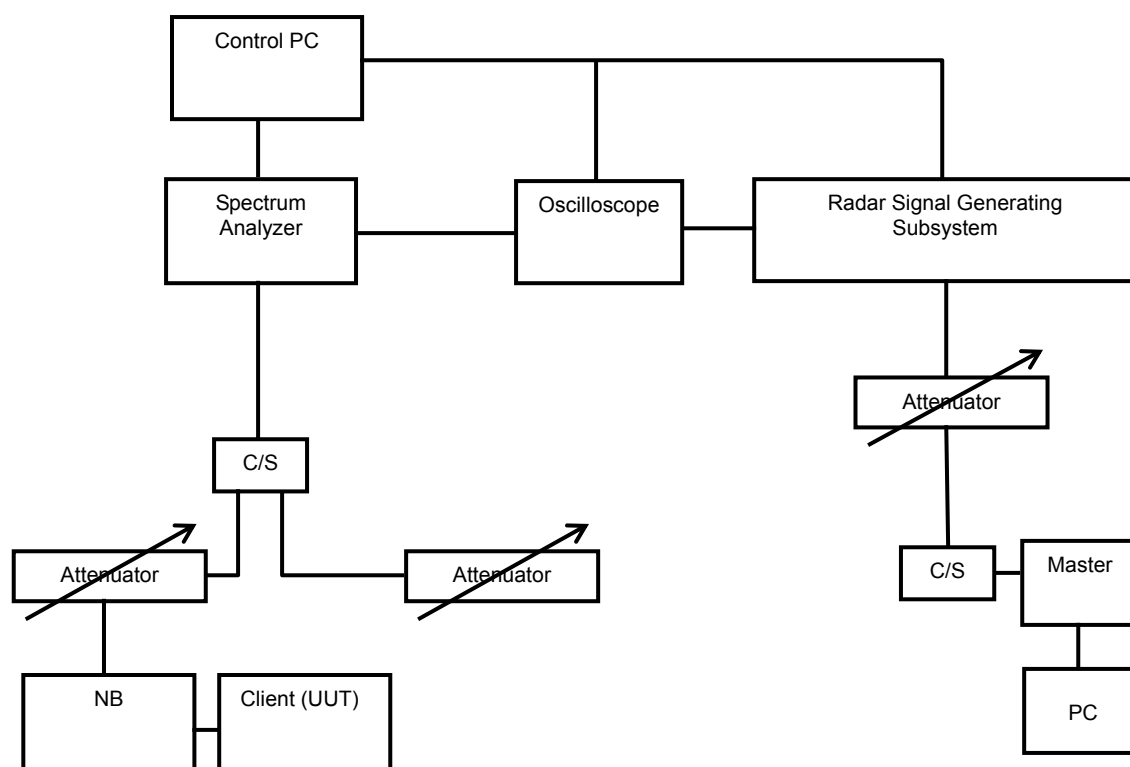 Control PC
Spectrum
Analyzer
Oscilloscope
Radar Signal Generating
Subsystem
Attenuator
C/S
Attenuator
Attenuator
C/S
Master
NB
Client (UUT)
PC